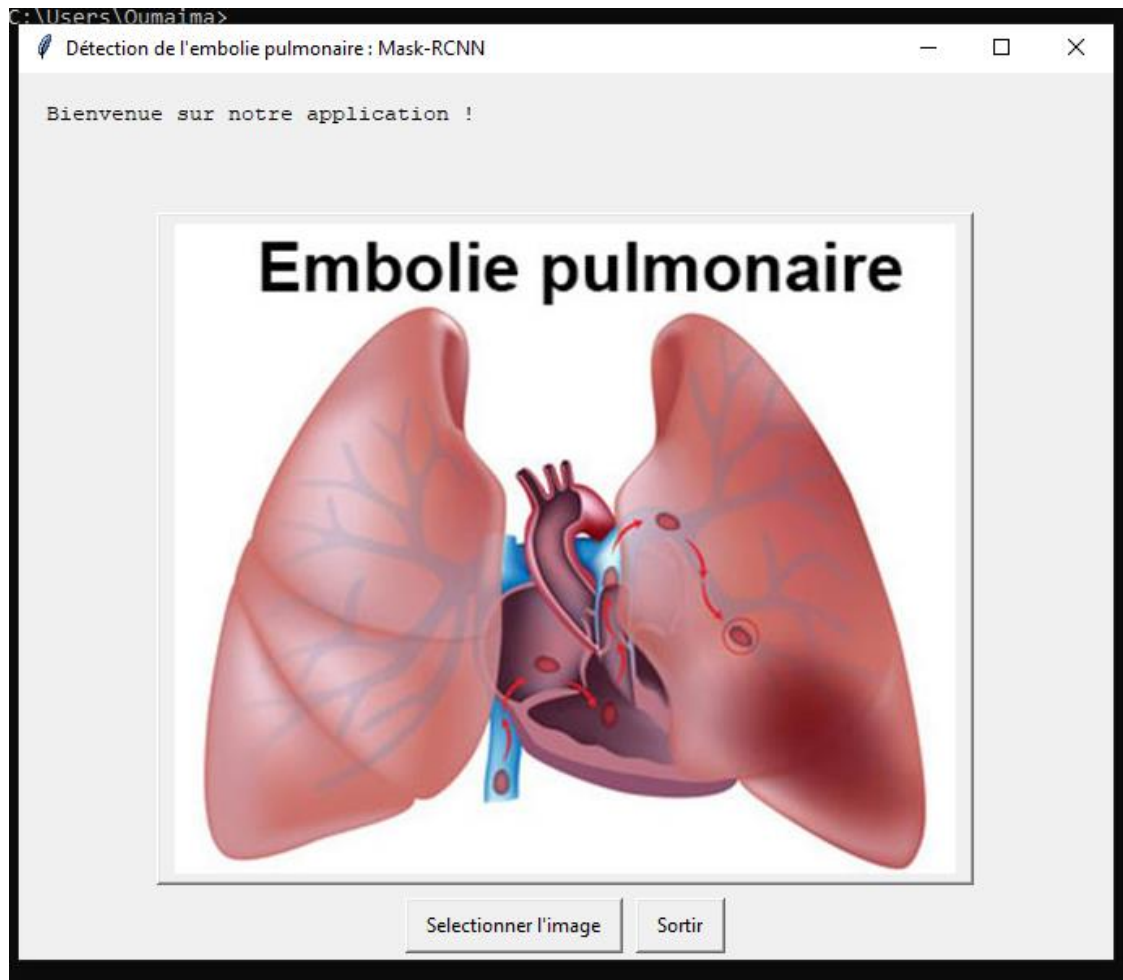 C:\Users\Oumaima>
Détection de l'embolie pulmonaire : Mask-RCNN
Bienvenue sur notre application !
Embolie pulmonaire
Selectionner l'image
Sortir